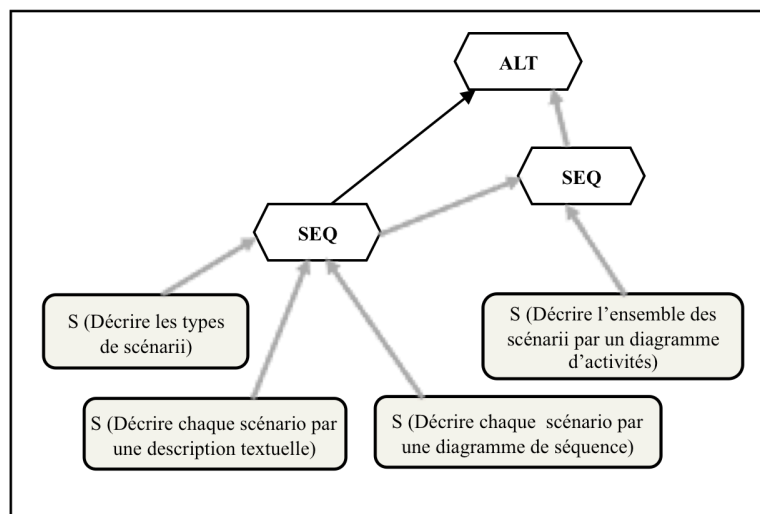 ALT
SEQ
SEQ
S (Décrire les types
de scénarii)
S (Décrire l’ensemble des
scénarii par un diagramme
d’activités)
S (Décrire chaque scénario par
une description textuelle)
S (Décrire chaque scénario par
une diagramme de séquence)